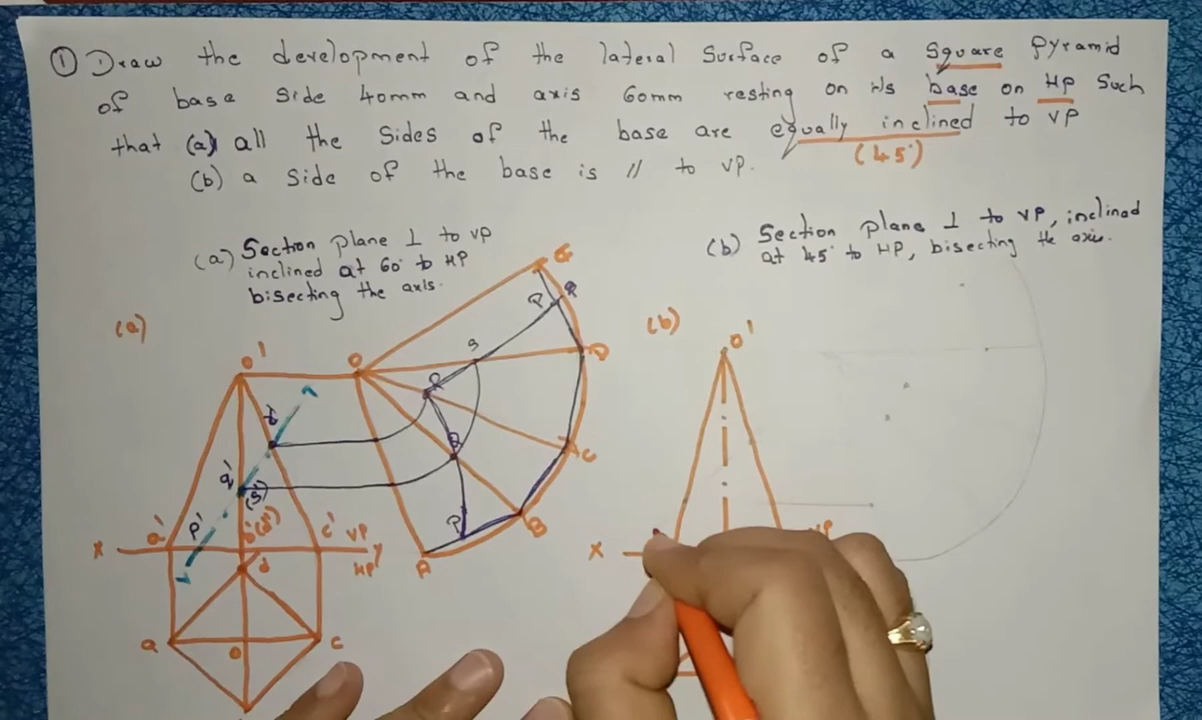 ① Draw the development of the lateral Surface of a Square Pyramid
of base side 40mm and axis 60mm resting on its base on HP Such
that (a) all the Sides of the base are equally inclined to VP
(45°)
(b) a side of the base is // to VP.
(a) Section plane ⊥ to VP
inclined at 60° to HP
bisecting the axis.
(b) Section plane ⊥ to VP, inclined
at 45° to HP, bisecting the axis.
(a)
(b)
o'
O
A
P
R
S
D
o'
R
B
C
q'
(s')
P
B
p'
b'(d')
X
a'
c'
VP
Y
HP
A
X
d
a
o
c